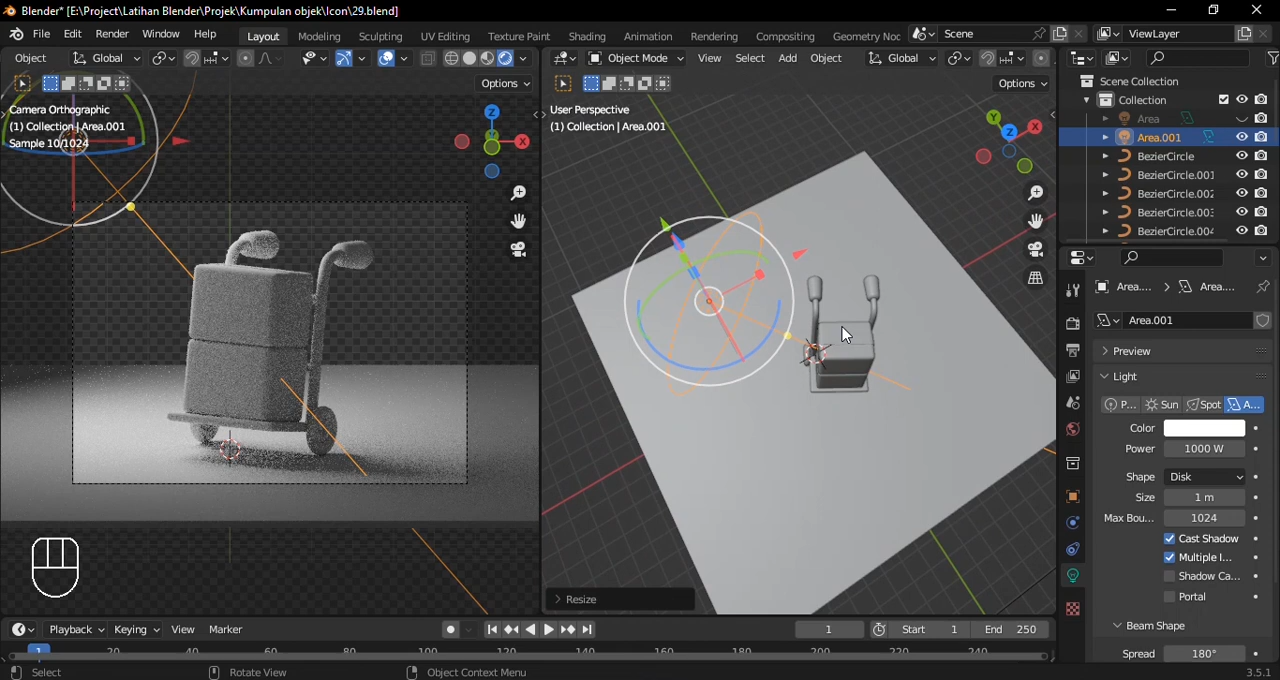 Blender* [E:\Project\Latihan Blender\Projek\Kumpulan objek\Icon\29.blend]
File Edit Render Window Help Layout Modeling Sculpting UV Editing Texture Paint Shading Animation Rendering Compositing Geometry Noc Scene ViewLayer
Object Global Object Mode View Select Add Object Global
Options Options
Camera Orthographic
(1) Collection | Area.001
Sample 10/1024
Z
X
User Perspective
(1) Collection | Area.001
Y
X
Z
Resize
Scene Collection
Collection
Area
Area.001
BezierCircle
BezierCircle.001
BezierCircle.002
BezierCircle.003
BezierCircle.004
Area.... > Area....
Area.001
Preview
Light
P... Sun Spot A...
Color
Power 1000 W
Shape Disk
Size 1 m
Max Bou... 1024
Cast Shadow
Multiple I...
Shadow Ca...
Portal
Beam Shape
Spread 180°
Playback Keying View Marker 1 Start 1 End 250
1 20 40 60 80 100 120 140 160 180 200 220 240
Select Rotate View Object Context Menu 3.5.1